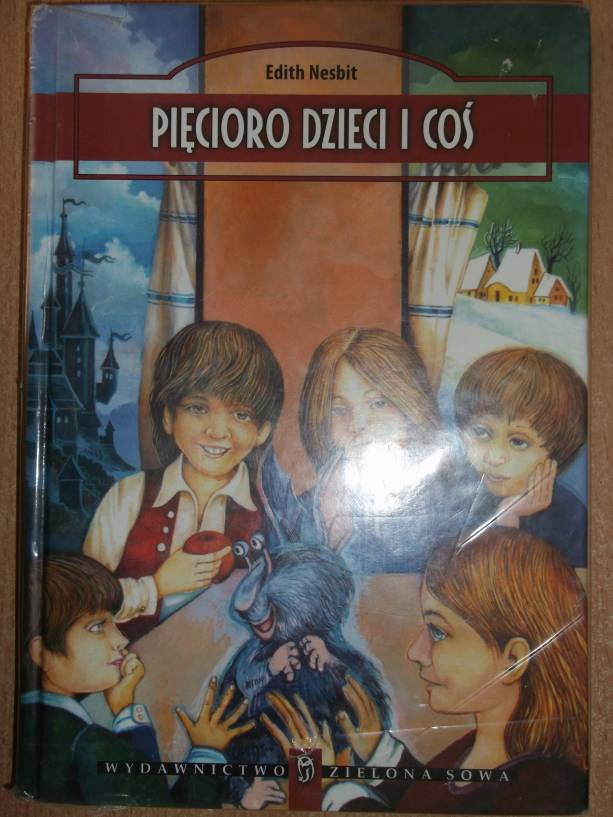 Edith Nesbit
PIĘCIORO DZIECI I COŚ
WYDAWNICTWO ZIELONA SOWA